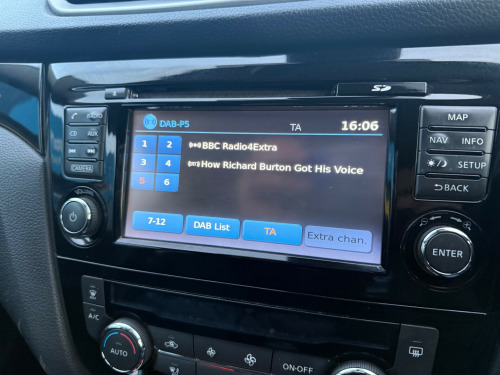 SD
RADIO
CD AUX
CAMERA
DAB-P5 TA 16:06
1 2 BBC Radio4Extra
3 4 How Richard Burton Got His Voice
5 6
7-12 DAB List TA Extra chan.
MAP
NAV INFO
SETUP
BACK
ENTER
A/C
AUTO
ON·OFF